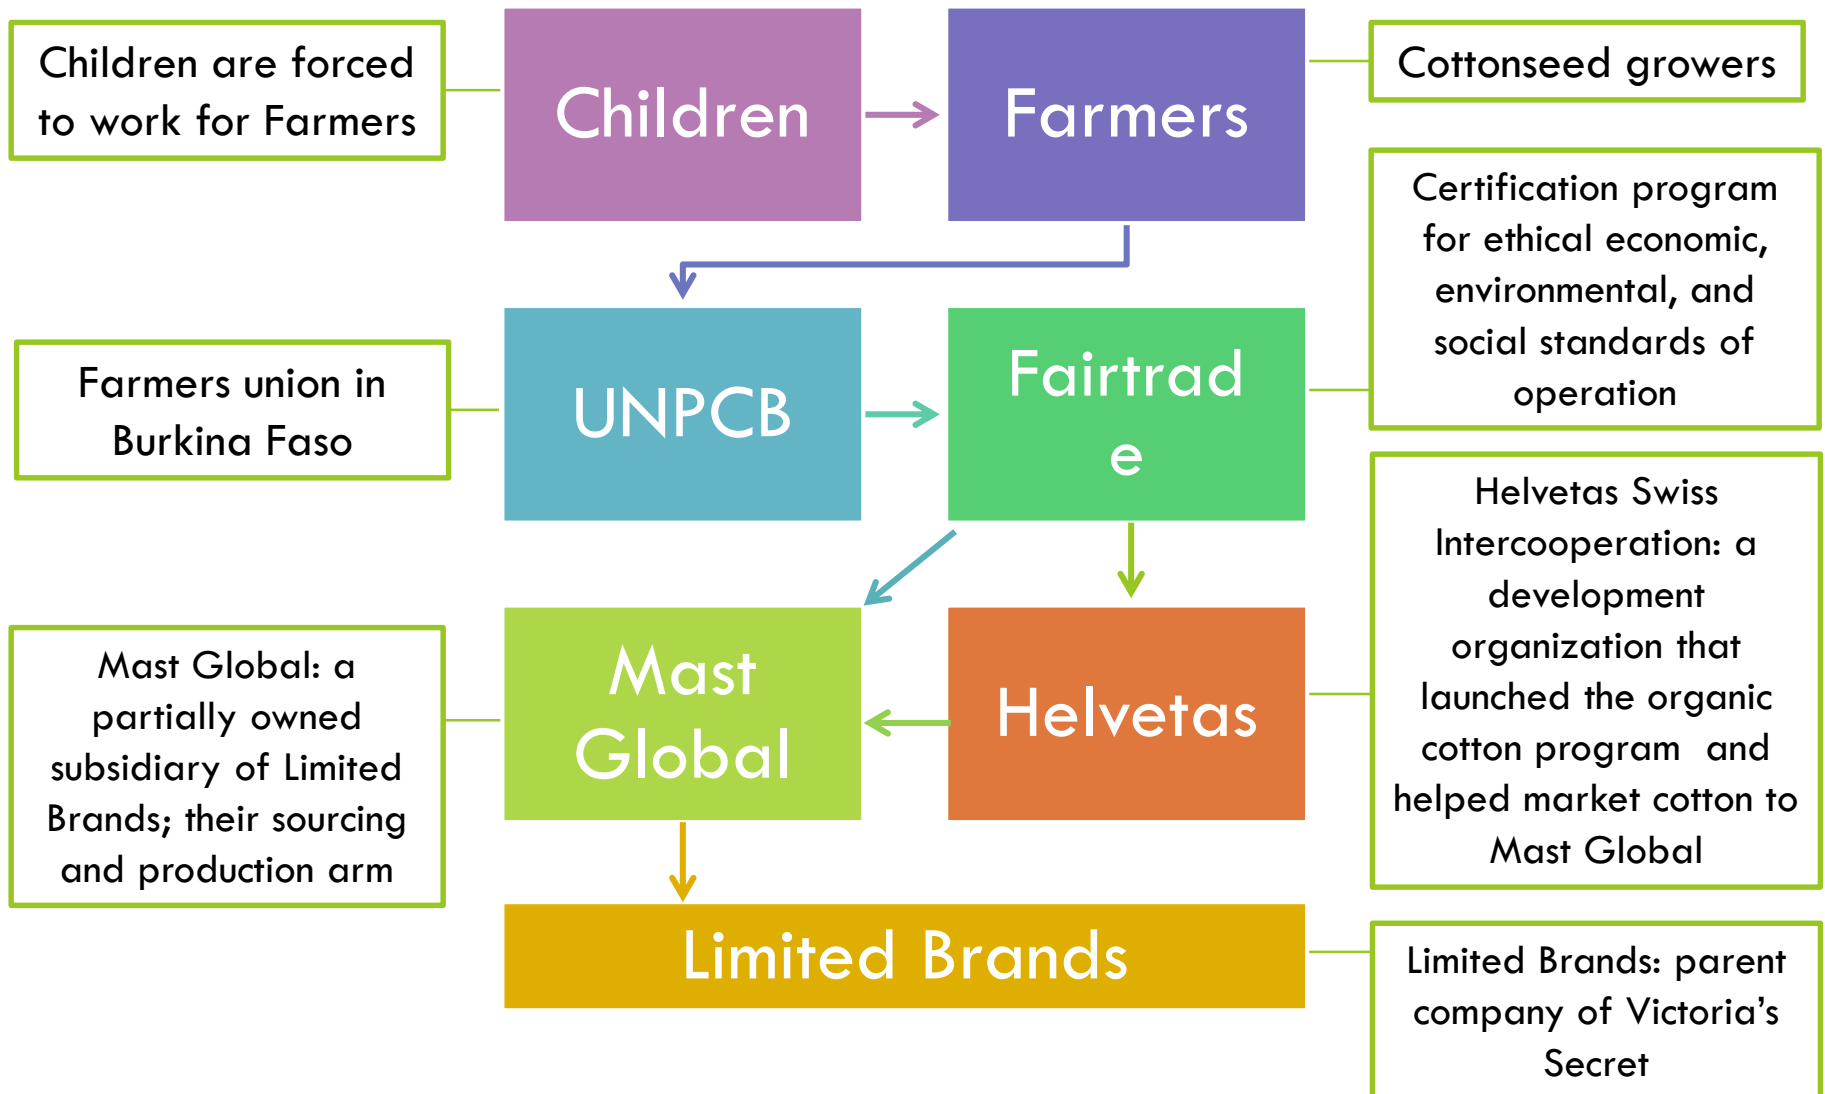 Children are forced
to work for Farmers
Children
Farmers
Cottonseed growers
Certification program
for ethical economic,
environmental, and
social standards of
operation
Farmers union in
Burkina Faso
UNPCB
Fairtrad
e
Helvetas Swiss
Intercooperation: a
development
organization that
launched the organic
cotton program  and
helped market cotton to
Mast Global
Mast Global: a
partially owned
subsidiary of Limited
Brands; their sourcing
and production arm
Mast
Global
Helvetas
Limited Brands
Limited Brands: parent
company of Victoria’s
Secret